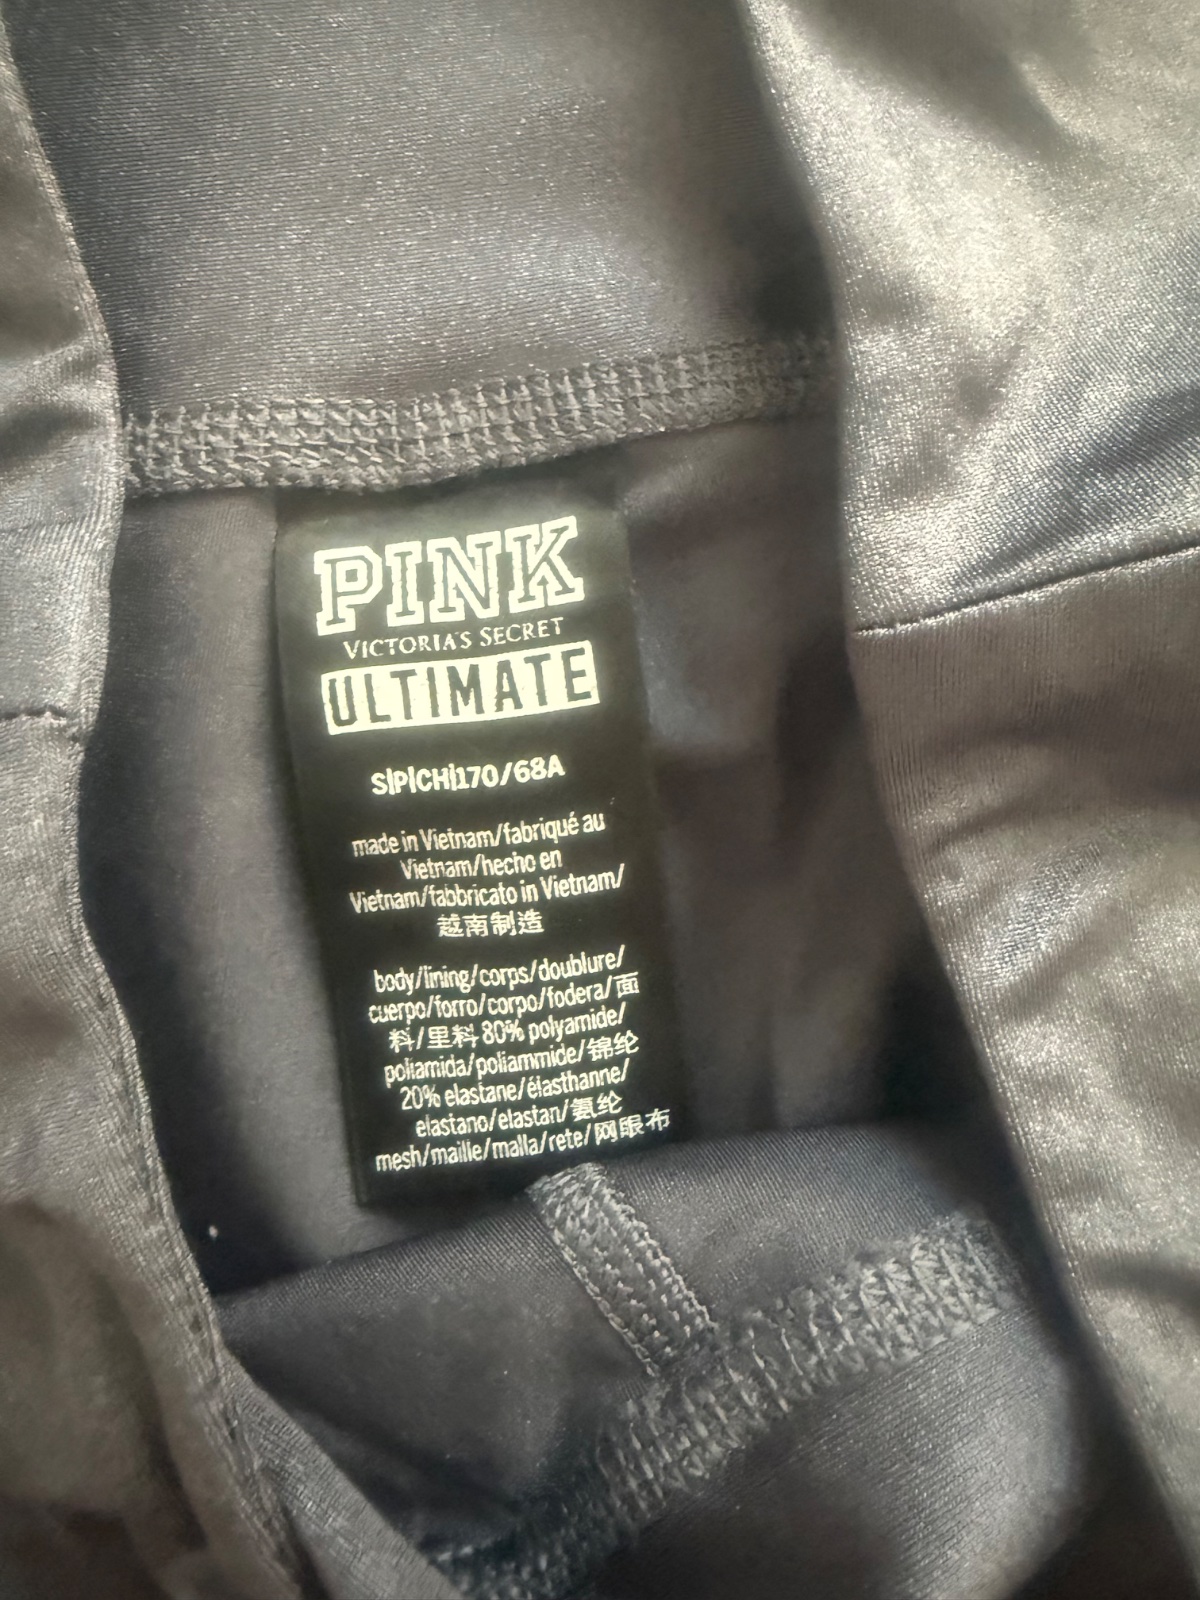 PINK
VICTORIA'S SECRET
ULTIMATE
S|P|CH|170/68A
made in Vietnam/fabriqué au
Vietnam/hecho en
Vietnam/fabbricato in Vietnam/
越南制造
body/lining/corps/doublure/
cuerpo/forro/corpo/fodera/面
料/里料 80% polyamide/
poliamida/poliammide/锦纶
20% elastane/élasthanne/
elastano/elastan/氨纶
mesh/maille/malla/rete/网眼布